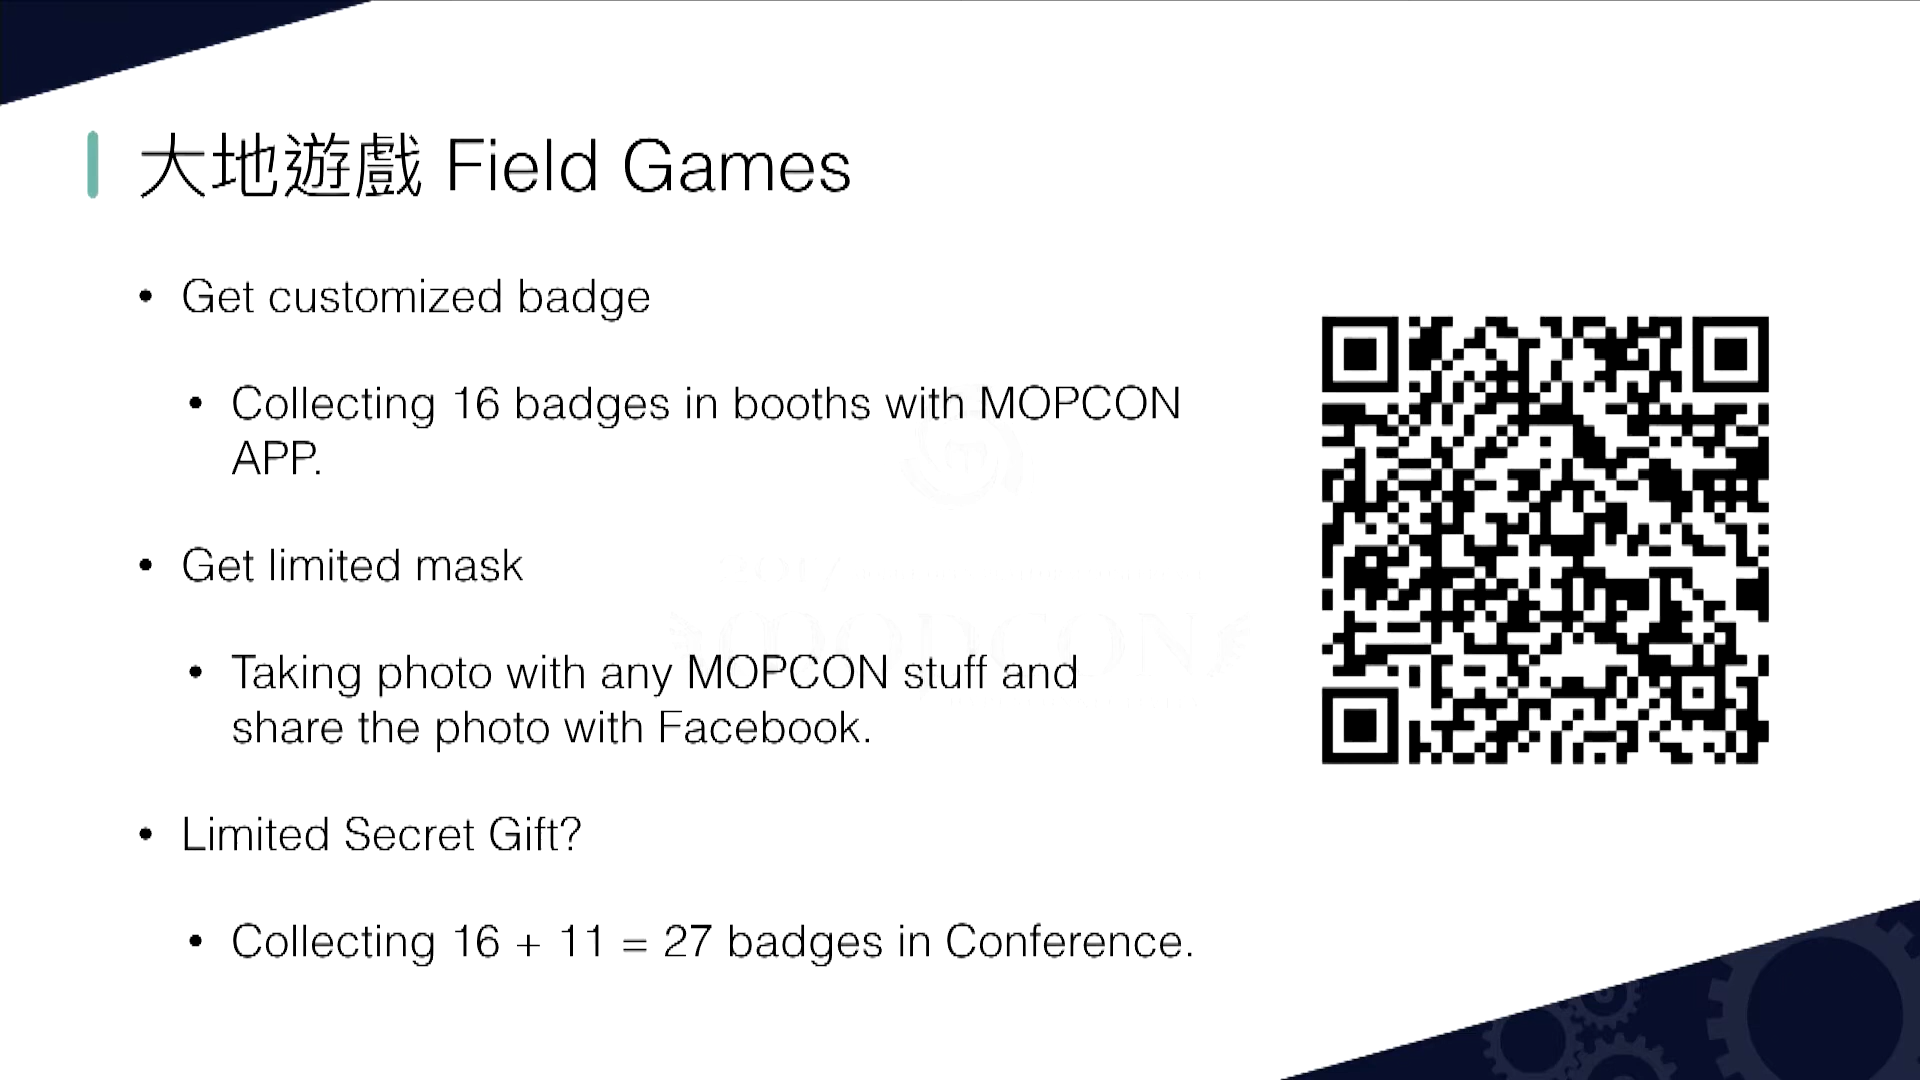 大地遊戲 Field Games
• Get customized badge
• Collecting 16 badges in booths with MOPCON
APP.
• Get limited mask
• Taking photo with any MOPCON stuff and
share the photo with Facebook.
• Limited Secret Gift?
• Collecting 16 + 11 = 27 badges in Conference.